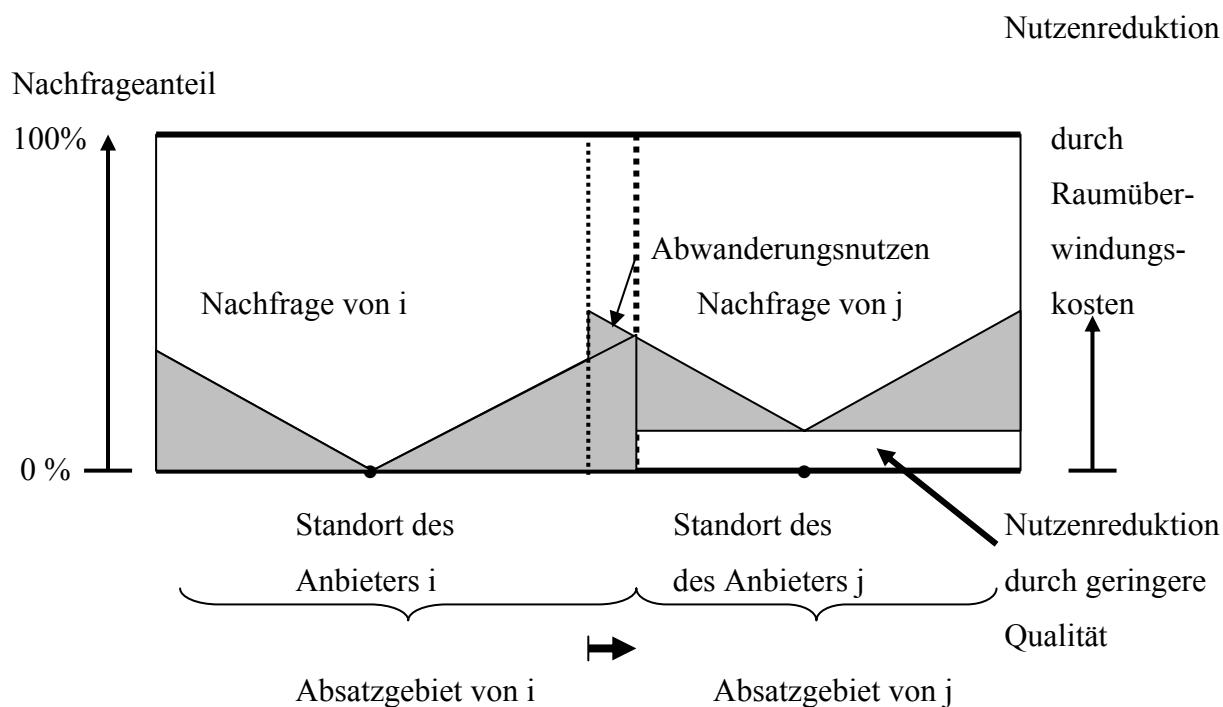 Nutzenreduktion
Nachfrageanteil
100%
durch
Raumüber-
windungs-
kosten
Abwanderungsnutzen
Nachfrage von i
Nachfrage von j
0 %
Standort des
Anbieters i
Standort des
des Anbieters j
Nutzenreduktion
durch geringere
Qualität
Absatzgebiet von i
Absatzgebiet von j